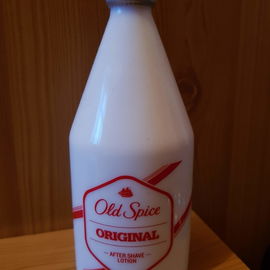 Old Spice
ORIGINAL
AFTER SHAVE
LOTION